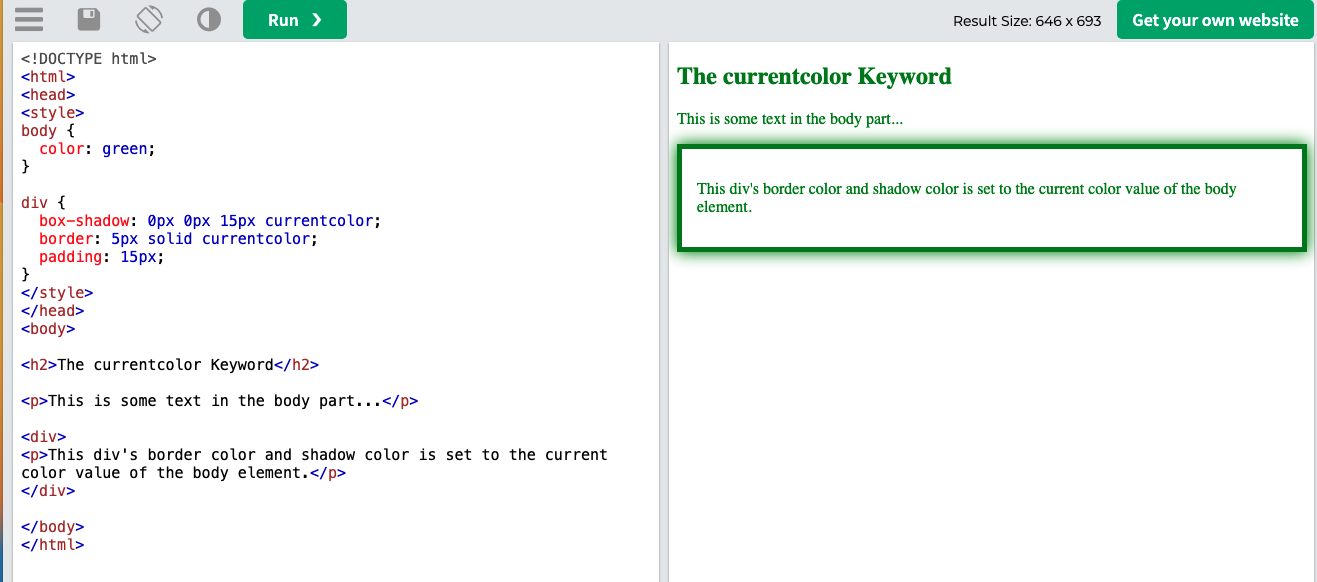 Run ❯
Result Size: 646 x 693
Get your own website
<!DOCTYPE html>
<html>
<head>
<style>
body {
  color: green;
}

div {
  box-shadow: 0px 0px 15px currentcolor;
  border: 5px solid currentcolor;
  padding: 15px;
}
</style>
</head>
<body>

<h2>The currentcolor Keyword</h2>

<p>This is some text in the body part...</p>

<div>
<p>This div's border color and shadow color is set to the current
color value of the body element.</p>
</div>

</body>
</html>
The currentcolor Keyword
This is some text in the body part...
This div's border color and shadow color is set to the current color value of the body
element.